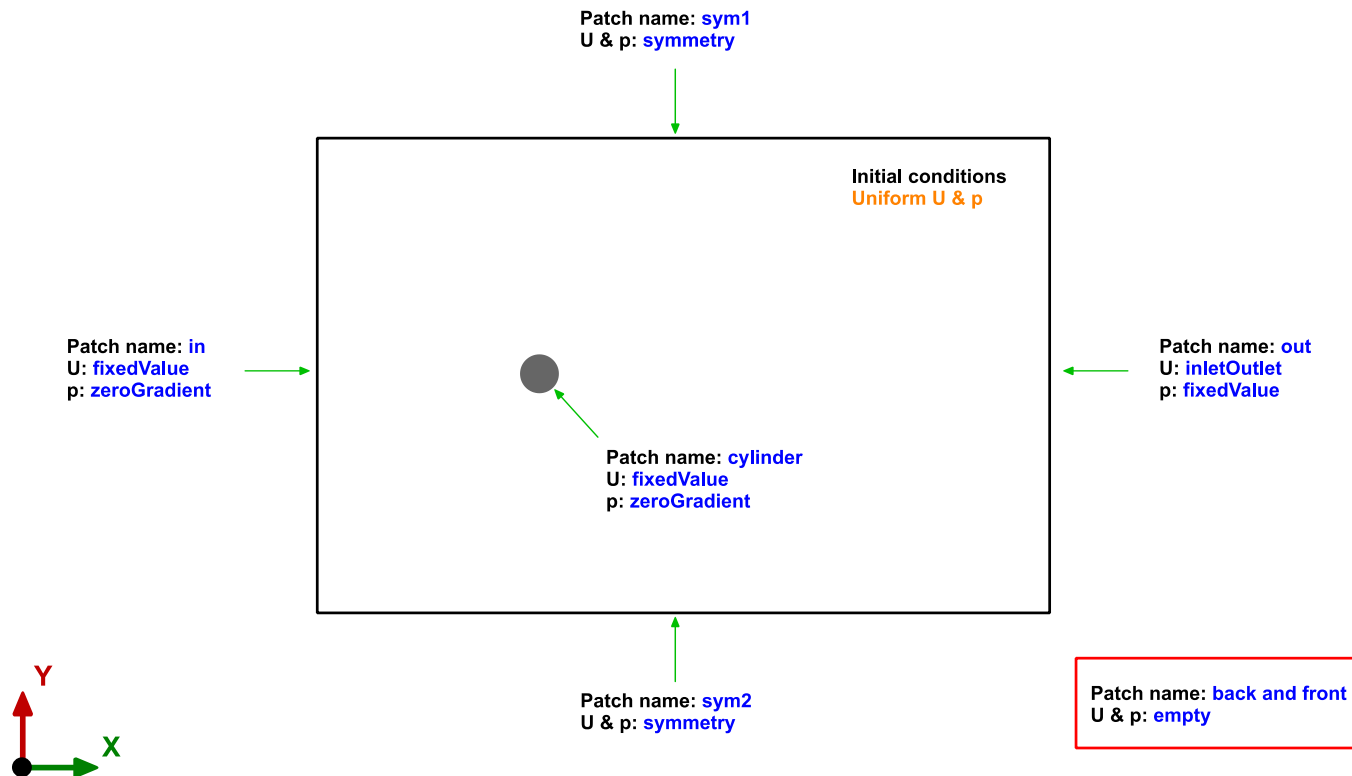 Patch name: sym1
U & p: symmetry
Initial conditions
Uniform U & p
Patch name: in
U: fixedValue
p: zeroGradient
Patch name: out
U: inletOutlet
p: fixedValue
Patch name: cylinder
U: fixedValue
p: zeroGradient
Patch name: sym2
U & p: symmetry
Patch name: back and front
U & p: empty
Y
X